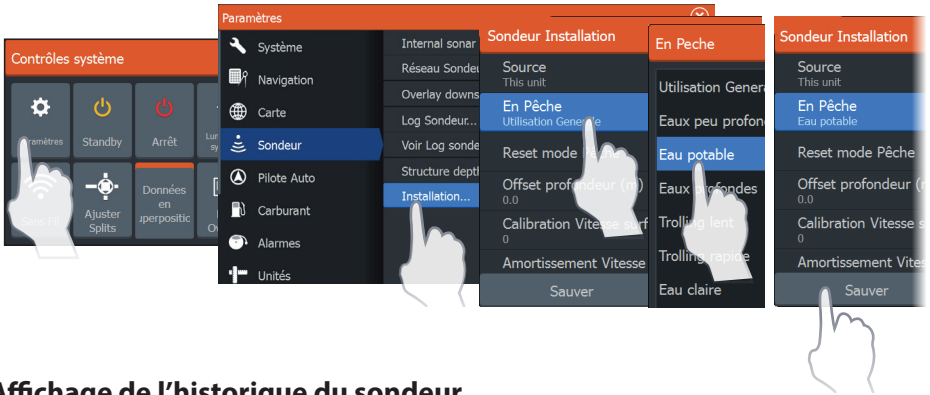 Contrôles système
Paramètres
Standby
Arrêt
Sans Fil
Ajuster
Splits
Données
en
Paramètres
Système
Navigation
Carte
Sondeur
Pilote Auto
Carburant
Alarmes
Unités
Internal sonar
Réseau Sondeu
Overlay downs
Log Sondeur...
Voir Log sonde
Structure dept
Installation...
Sondeur Installation
Source
This unit
En Pêche
Utilisation Generale
Reset mode Pêche
Offset profondeur (m)
0.0
Calibration Vitesse surf
0
Amortissement Vitesse
Sauver
En Peche
Utilisation Gener
Eaux peu profon
Eau potable
Eaux profondes
Trolling lent
Trolling rapide
Eau claire
Sondeur Installation
Source
This unit
En Pêche
Eau potable
Reset mode Pêche
Offset profondeur (
0.0
Calibration Vitesse s
0
Amortissement Vites
Sauver
Affichage de l'historique du sondeur